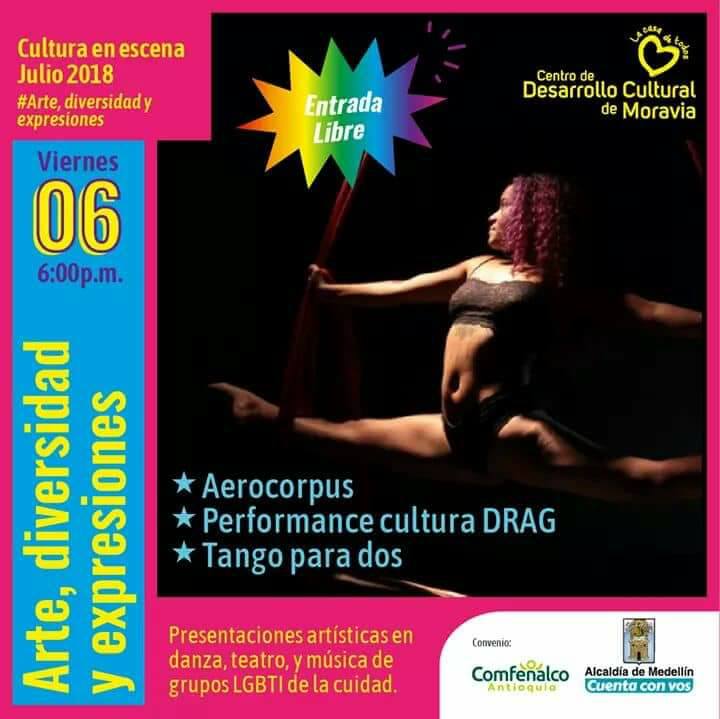 Cultura en escena
Julio 2018
#Arte, diversidad y
expresiones
Viernes
06
6:00p.m.
Arte, diversidad
y expresiones
Entrada
Libre
La casa de todos
Centro de
Desarrollo Cultural
de Moravia
Aerocorpus
Performance cultura DRAG
Tango para dos
Presentaciones artísticas en
danza, teatro, y música de
grupos LGBTI de la cuidad.
Convenio:
Comfenalco
Antioquia
Alcaldía de Medellín
Cuenta con vos